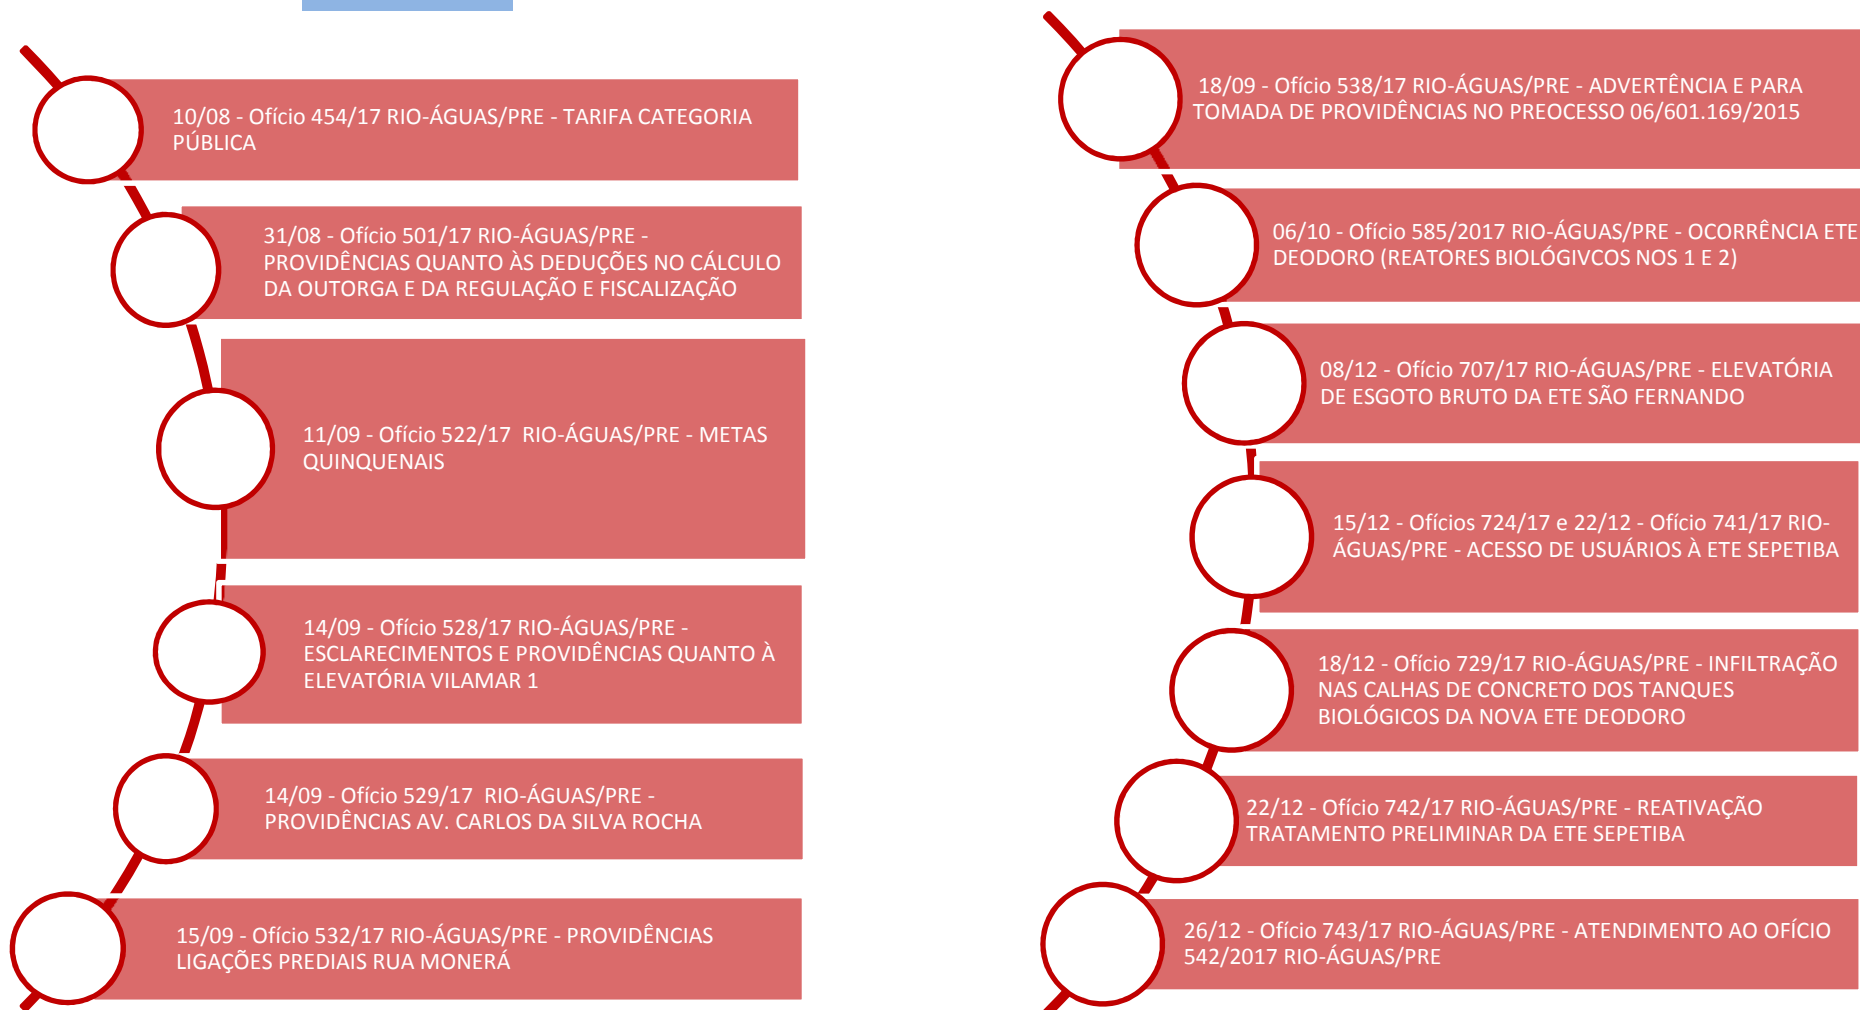 10/08 - Ofício 454/17 RIO-ÁGUAS/PRE - TARIFA CATEGORIA
PÚBLICA
31/08 - Ofício 501/17 RIO-ÁGUAS/PRE -
PROVIDÊNCIAS QUANTO ÀS DEDUÇÕES NO CÁLCULO
DA OUTORGA E DA REGULAÇÃO E FISCALIZAÇÃO
11/09 - Ofício 522/17  RIO-ÁGUAS/PRE - METAS
QUINQUENAIS
14/09 - Ofício 528/17 RIO-ÁGUAS/PRE -
ESCLARECIMENTOS E PROVIDÊNCIAS QUANTO À
ELEVATÓRIA VILAMAR 1
14/09 - Ofício 529/17  RIO-ÁGUAS/PRE -
PROVIDÊNCIAS AV. CARLOS DA SILVA ROCHA
15/09 - Ofício 532/17 RIO-ÁGUAS/PRE - PROVIDÊNCIAS
LIGAÇÕES PREDIAIS RUA MONERÁ
18/09 - Ofício 538/17 RIO-ÁGUAS/PRE - ADVERTÊNCIA E PARA
TOMADA DE PROVIDÊNCIAS NO PREOCESSO 06/601.169/2015
06/10 - Ofício 585/2017 RIO-ÁGUAS/PRE - OCORRÊNCIA ETE
DEODORO (REATORES BIOLÓGIVCOS NOS 1 E 2)
08/12 - Ofício 707/17 RIO-ÁGUAS/PRE - ELEVATÓRIA
DE ESGOTO BRUTO DA ETE SÃO FERNANDO
15/12 - Ofícios 724/17 e 22/12 - Ofício 741/17 RIO-
ÁGUAS/PRE - ACESSO DE USUÁRIOS À ETE SEPETIBA
18/12 - Ofício 729/17 RIO-ÁGUAS/PRE - INFILTRAÇÃO
NAS CALHAS DE CONCRETO DOS TANQUES
BIOLÓGICOS DA NOVA ETE DEODORO
22/12 - Ofício 742/17 RIO-ÁGUAS/PRE - REATIVAÇÃO
TRATAMENTO PRELIMINAR DA ETE SEPETIBA
26/12 - Ofício 743/17 RIO-ÁGUAS/PRE - ATENDIMENTO AO OFÍCIO
542/2017 RIO-ÁGUAS/PRE